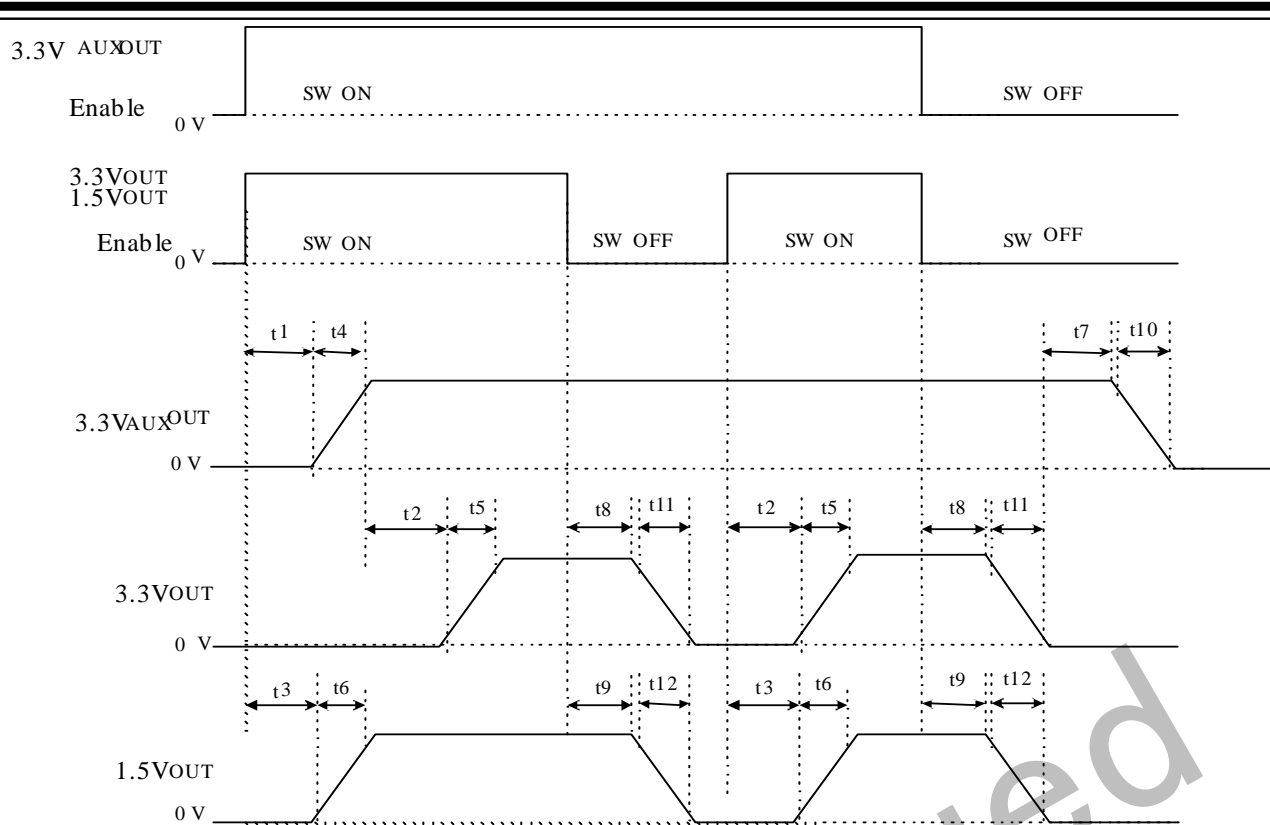 3.3V AUXOUT
SW ON
SW OFF
Enable
0 V
3.3VOUT
1.5VOUT
Enable
SW ON
SW OFF
SW ON
SW OFF
0 V
t1
t4
t7
t10
3.3VAUXOUT
0 V
t2
t5
t8
t11
t2
t5
t8
t11
3.3VOUT
0 V
t3
t6
t9
t12
t3
t6
t9
t12
1.5VOUT
0 V
ued